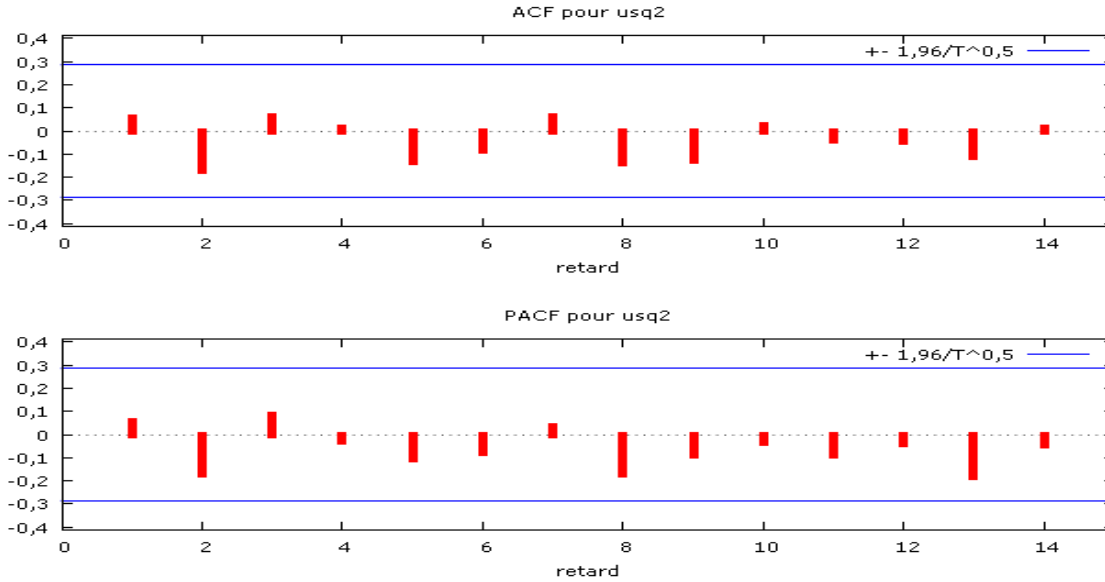 ACF pour usq2
+- 1,96/T^0,5
0,4
0,3
0,2
0,1
0
-0,1
-0,2
-0,3
-0,4
0 2 4 6 8 10 12 14
retard
PACF pour usq2
+- 1,96/T^0,5
0,4
0,3
0,2
0,1
0
-0,1
-0,2
-0,3
-0,4
0 2 4 6 8 10 12 14
retard